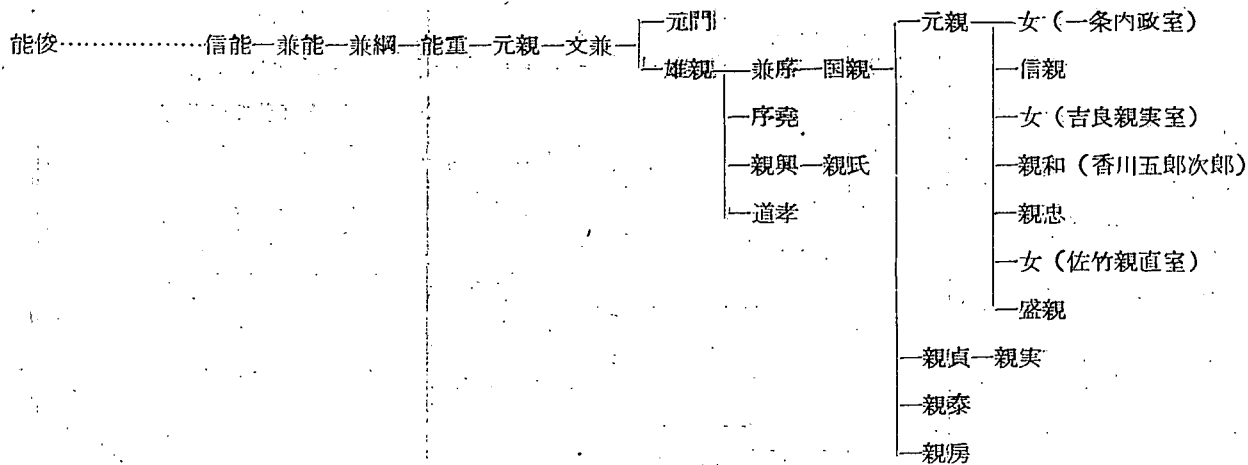 元門
元親 女（一条内政室）
能俊………………信能―兼能―兼綱―能重―元親―文兼
雄親 兼序―国親 信親
序堯 女（吉良親実室）
親興―親氏 親和（香川五郎次郎）
道孝 親忠
女（佐竹親直室）
盛親
親貞―親実
親泰
親房